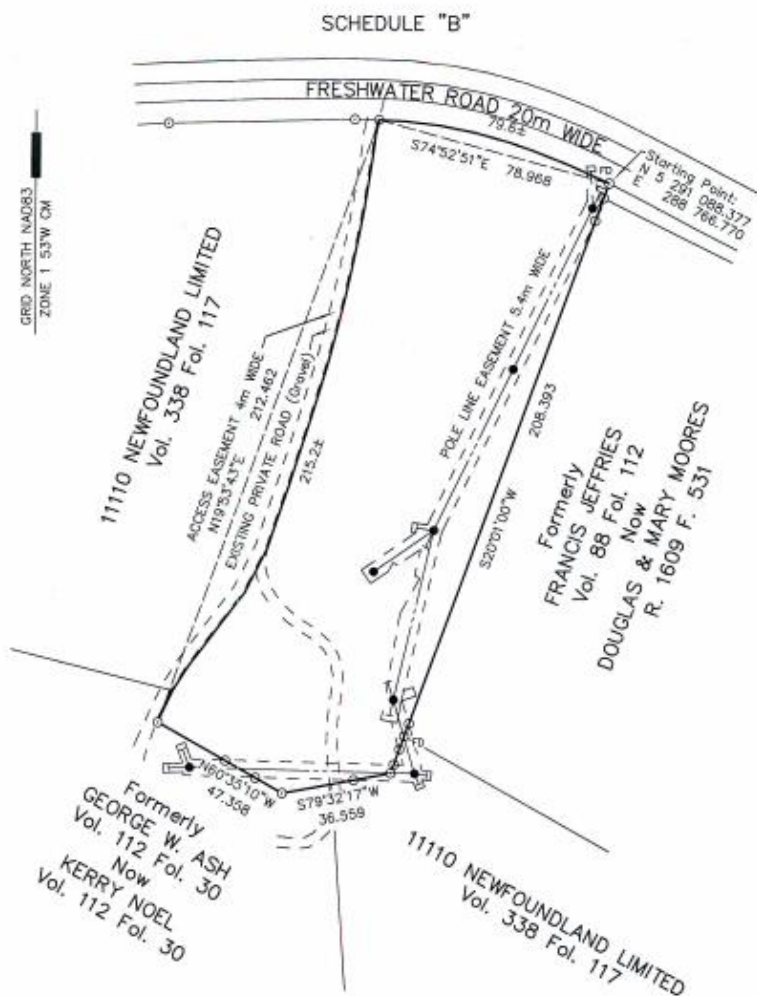 SCHEDULE "B"
FRESHWATER ROAD 20m WIDE
79.6±
S74°52'51"E 78.968
FD
Starting Point:
N 5 291 088.377
E 288 766.770
GRID NORTH NAD83
ZONE 1 53°W CM
11110 NEWFOUNDLAND LIMITED
Vol. 338 Fol. 117
ACCESS EASEMENT 4m WIDE
N19°53'43"E 212.462
EXISTING PRIVATE ROAD (Gravel)
215.2±
POLE LINE EASEMENT 5.4m WIDE
208.393
S20°01'00"W
Formerly
FRANCIS JEFFRIES
Vol. 88 Fol. 112
Now
DOUGLAS & MARY MOORES
R. 1609 F. 531
FD
N60°35'10"W
47.358
S79°32'17"W
36.559
Formerly
GEORGE W. ASH
Vol. 112 Fol. 30
Now
KERRY NOEL
Vol. 112 Fol. 30
11110 NEWFOUNDLAND LIMITED
Vol. 338 Fol. 117